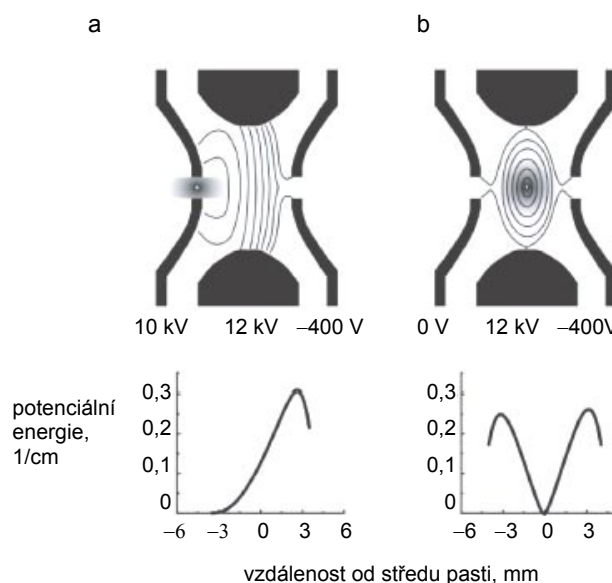 a b
10 kV 12 kV –400 V 0 V 12 kV –400V
potenciální
energie,
1/cm
0,3 0,3
0,2 0,2
0,1 0,1
0 0
–6 –3 0 3 6 –6 –3 0 3 6
vzdálenost od středu pasti, mm